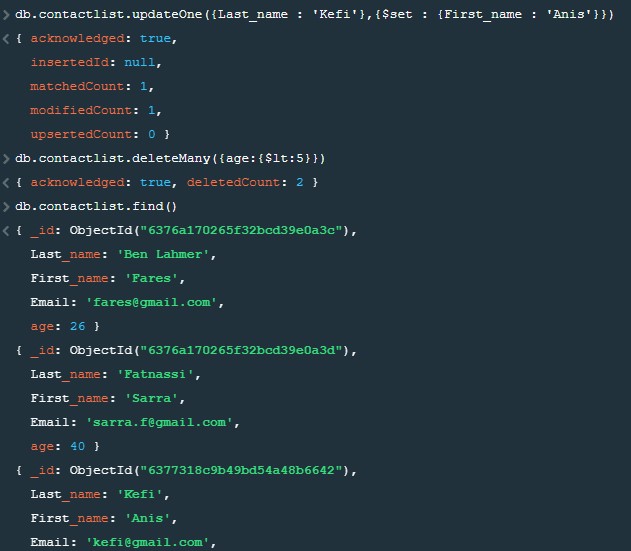 > db.contactlist.updateOne({Last_name : 'Kefi'},{$set : {First_name : 'Anis'}})
< { acknowledged: true,
insertedId: null,
matchedCount: 1,
modifiedCount: 1,
upsertedCount: 0 }
> db.contactlist.deleteMany({age:{$lt:5}})
< { acknowledged: true, deletedCount: 2 }
> db.contactlist.find()
< { _id: ObjectId("6376a170265f32bcd39e0a3c"),
Last_name: 'Ben Lahmer',
First_name: 'Fares',
Email: 'fares@gmail.com',
age: 26 }
{ _id: ObjectId("6376a170265f32bcd39e0a3d"),
Last_name: 'Fatnassi',
First_name: 'Sarra',
Email: 'sarra.f@gmail.com',
age: 40 }
{ _id: ObjectId("6377318c9b49bd54a48b6642"),
Last_name: 'Kefi',
First_name: 'Anis',
Email: 'kefi@gmail.com',